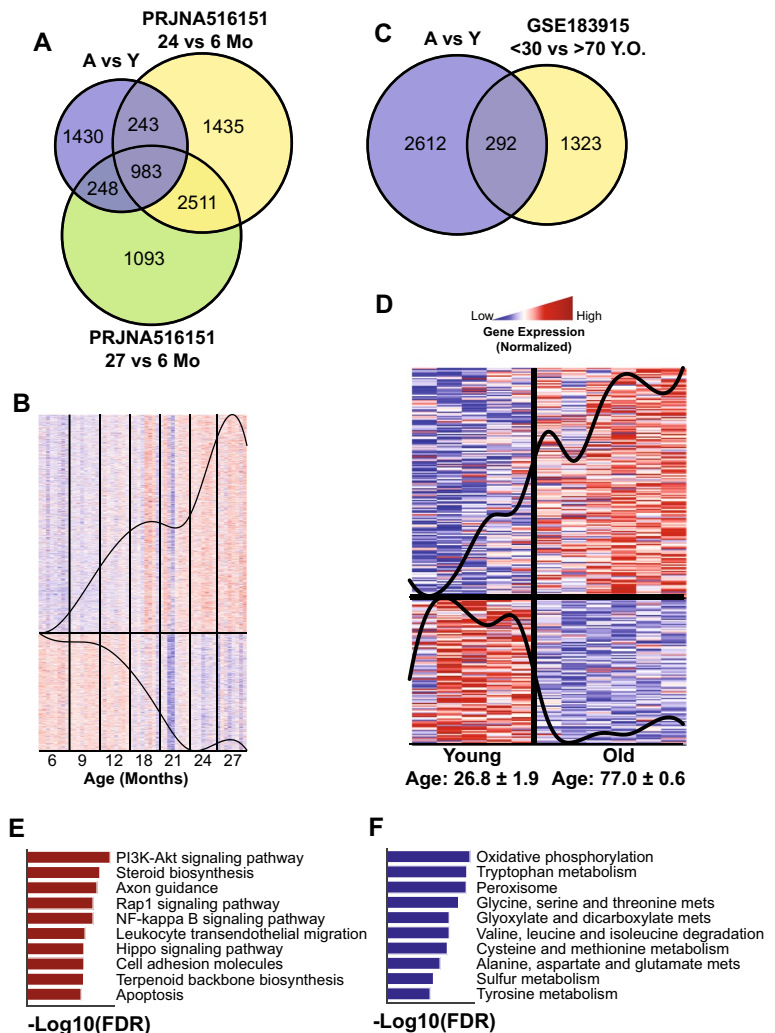 A
PRJNA516151
24 vs 6 Mo
A vs Y
1430
243
1435
983
248
2511
1093
PRJNA516151
27 vs 6 Mo
C
A vs Y
GSE183915
<30 vs >70 Y.O.
2612
292
1323
B
6 9 12 18 21 24 27
Age (Months)
D
Low High
Gene Expression
(Normalized)
Young Old
Age: 26.8 ± 1.9 Age: 77.0 ± 0.6
E
PI3K-Akt signaling pathway
Steroid biosynthesis
Axon guidance
Rap1 signaling pathway
NF-kappa B signaling pathway
Leukocyte transendothelial migration
Hippo signaling pathway
Cell adhesion molecules
Terpenoid backbone biosynthesis
Apoptosis
-Log10(FDR)
F
Oxidative phosphorylation
Tryptophan metabolism
Peroxisome
Glycine, serine and threonine mets
Glyoxylate and dicarboxylate mets
Valine, leucine and isoleucine degradation
Cysteine and methionine metabolism
Alanine, aspartate and glutamate mets
Sulfur metabolism
Tyrosine metabolism
-Log10(FDR)